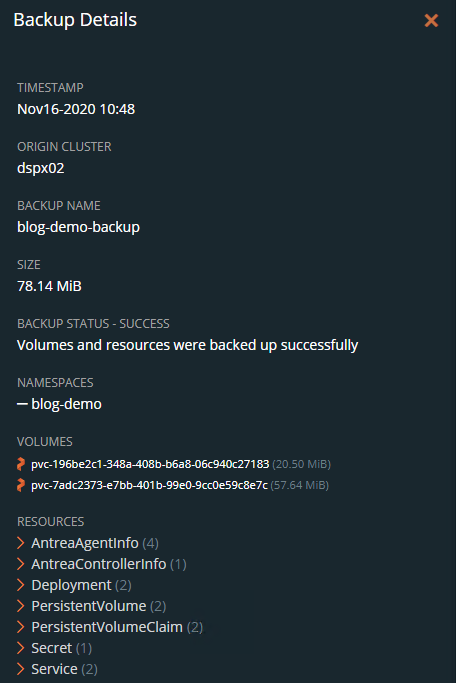 Backup Details
TIMESTAMP
Nov16-2020 10:48
ORIGIN CLUSTER
dspx02
BACKUP NAME
blog-demo-backup
SIZE
78.14 MiB
BACKUP STATUS - SUCCESS
Volumes and resources were backed up successfully
NAMESPACES
blog-demo
VOLUMES
pvc-196be2c1-348a-408b-b6a8-06c940c27183 (20.50 MiB)
pvc-7adc2373-e7bb-401b-99e0-9cc0e59c8e7c (57.64 MiB)
RESOURCES
AntreaAgentInfo (4)
AntreaControllerInfo (1)
Deployment (2)
PersistentVolume (2)
PersistentVolumeClaim (2)
Secret (1)
Service (2)